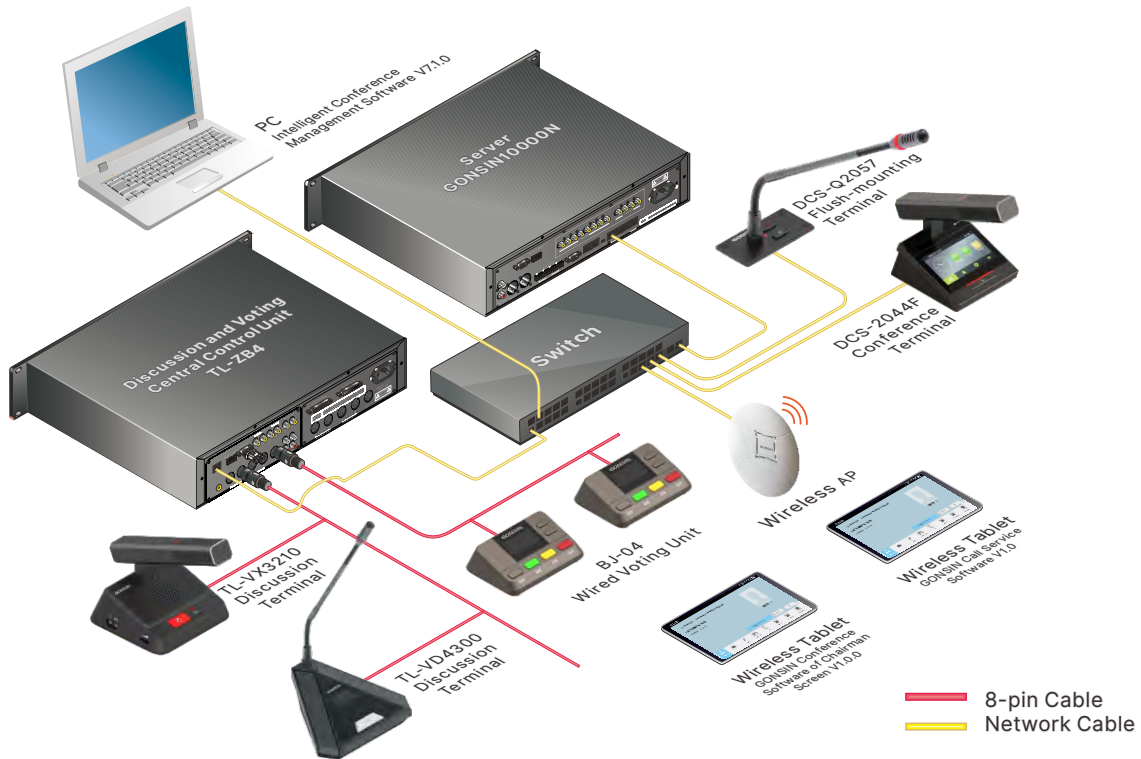 PC
Intelligent Conference
Management Software V7.1.0
Server
GONSIN10000N
DCS-Q2057
Flush-mounting
Terminal
DCS-2044F
Conference
Terminal
Discussion and Voting
Central Control Unit
TL-ZB4
Switch
Wireless AP
GONSIN
GONSIN
BJ-04
Wired Voting Unit
TL-VX3210
Discussion
Terminal
TL-VD4300
Discussion
Terminal
Wireless Tablet
GONSIN Call Service
Software V1.0
Wireless Tablet
GONSIN Conference
Software of Chairman
Screen V1.0.0
8-pin Cable
Network Cable